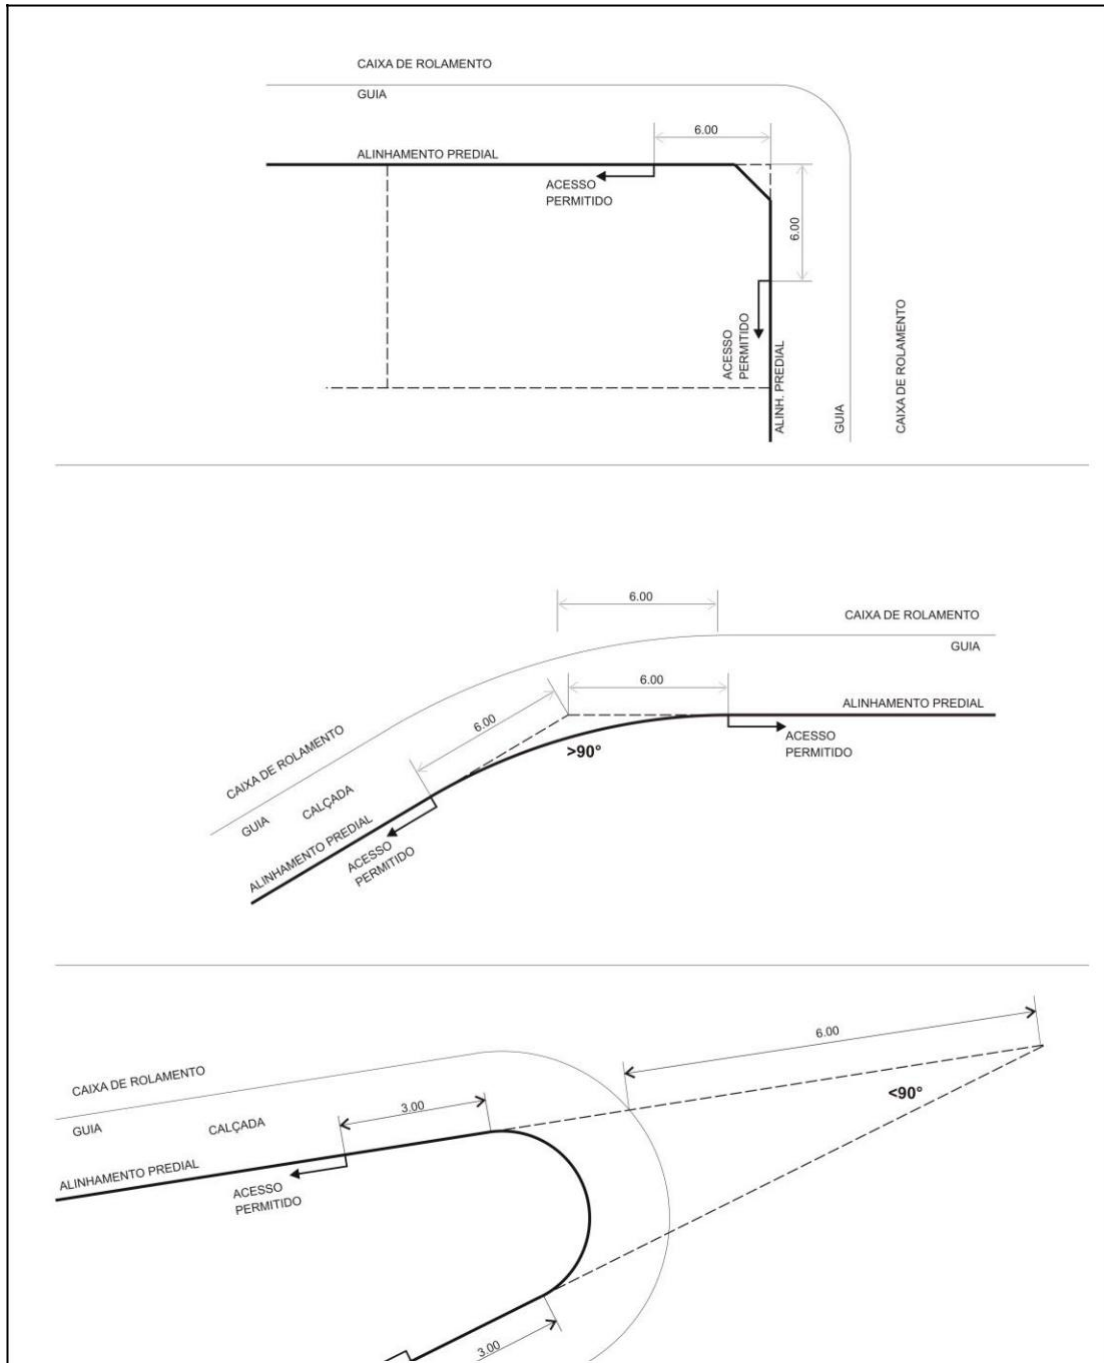 CAIXA DE ROLAMENTO
GUIA
6.00
ALINHAMENTO PREDIAL
ACESSO
PERMITIDO
6.00
ACESSO
PERMITIDO
ALINH. PREDIAL
GUIA
CAIXA DE ROLAMENTO
6.00
CAIXA DE ROLAMENTO
GUIA
6.00
ALINHAMENTO PREDIAL
6.00
ACESSO
PERMITIDO
>90°
CAIXA DE ROLAMENTO
CALÇADA
GUIA
ALINHAMENTO PREDIAL
ACESSO
PERMITIDO
6.00
CAIXA DE ROLAMENTO
<90°
3.00
GUIA
CALÇADA
ALINHAMENTO PREDIAL
ACESSO
PERMITIDO
3.00